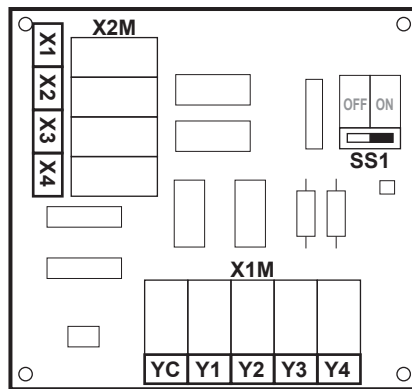 X2M
X1
X2
X3
X4
OFF ON
SS1
X1M
YC Y1 Y2 Y3 Y4